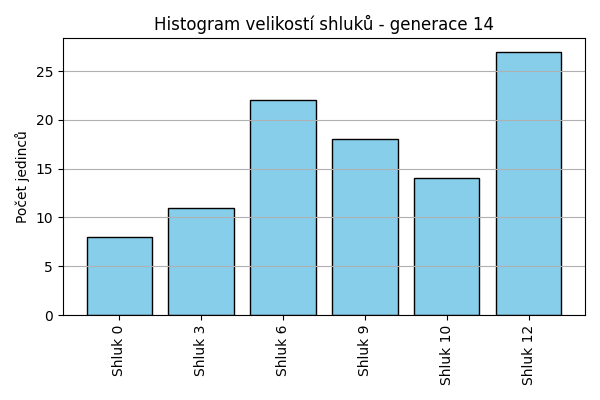 Histogram velikostí shluků - generace 14
Počet jedinců
25
20
15
10
5
0
Shluk 0
Shluk 3
Shluk 6
Shluk 9
Shluk 10
Shluk 12